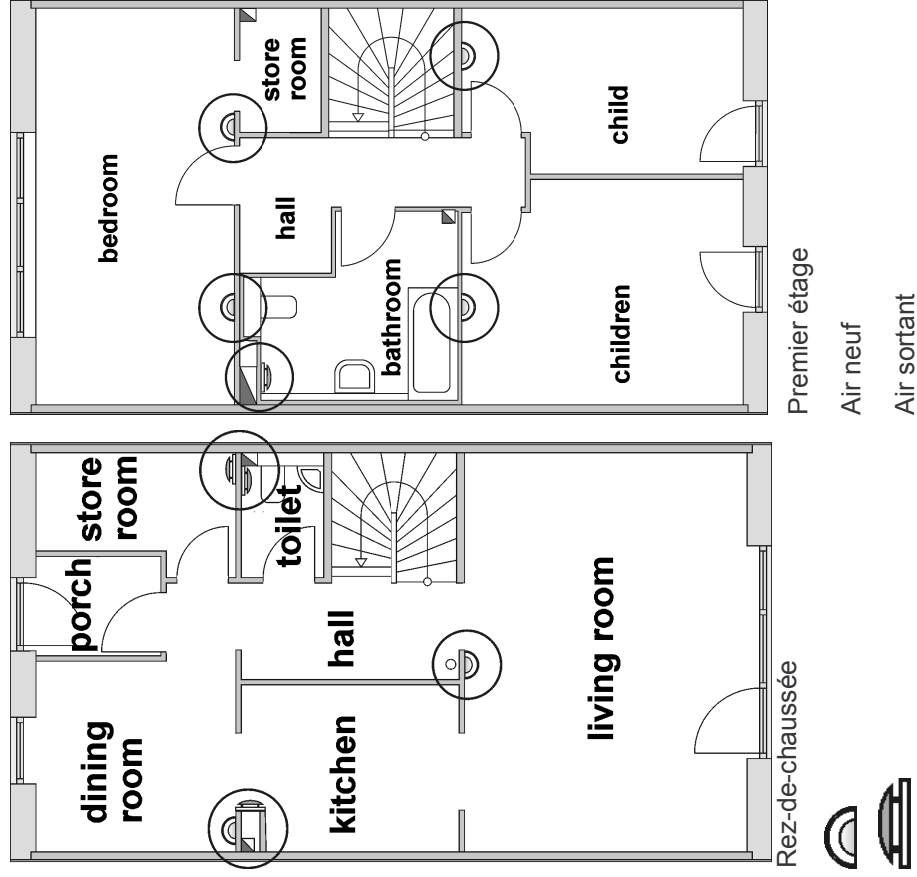 dining
room
porch
store
room
kitchen
hall
toilet
living room
Rez-de-chaussée
bedroom
store
room
hall
bathroom
children
child
Premier étage
Air neuf
Air sortant